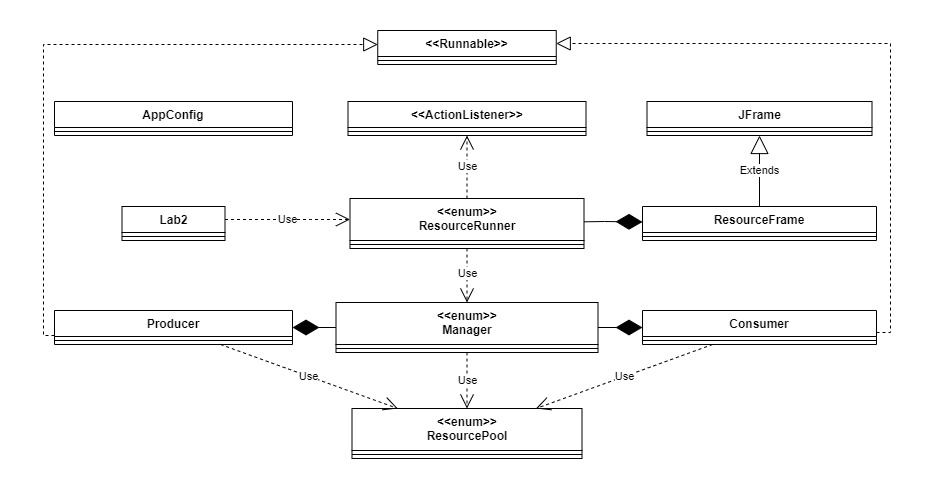 <<Runnable>>
AppConfig
<<ActionListener>>
JFrame
Use
Extends
Lab2
Use
<<enum>>
ResourceRunner
ResourceFrame
Use
Producer
<<enum>>
Manager
Consumer
Use
Use
Use
<<enum>>
ResourcePool